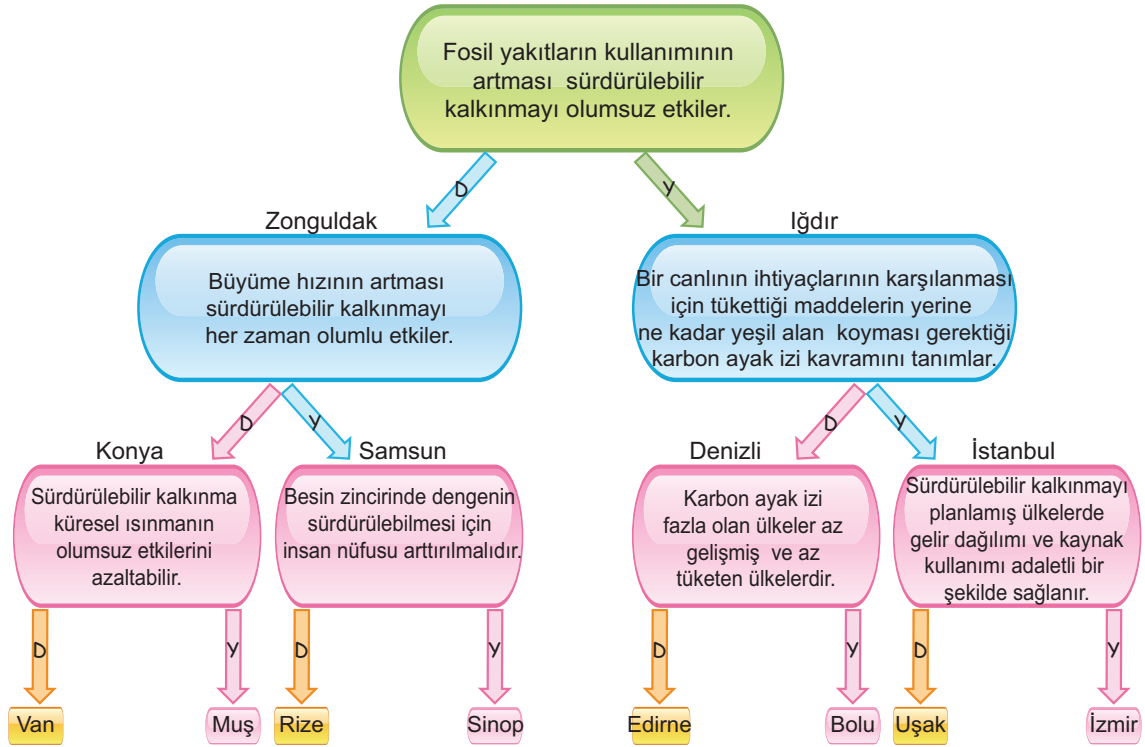 Fosil yakıtların kullanımının
artması sürdürülebilir
kalkınmayı olumsuz etkiler.
D
Y
Zonguldak
Iğdır
Büyüme hızının artması
sürdürülebilir kalkınmayı
her zaman olumlu etkiler.
Bir canlının ihtiyaçlarının karşılanması
için tükettiği maddelerin yerine
ne kadar yeşil alan koyması gerektiği
karbon ayak izi kavramını tanımlar.
D
Y
D
Y
Konya
Samsun
Denizli
İstanbul
Sürdürülebilir kalkınma
küresel ısınmanın
olumsuz etkilerini
azaltabilir.
Besin zincirinde dengenin
sürdürülebilmesi için
insan nüfusu arttırılmalıdır.
Karbon ayak izi
fazla olan ülkeler az
gelişmiş ve az
tüketen ülkelerdir.
Sürdürülebilir kalkınmayı
planlamış ülkelerde
gelir dağılımı ve kaynak
kullanımı adaletli bir
şekilde sağlanır.
D
Y
D
Y
D
Y
D
Y
Van
Muş
Rize
Sinop
Edirne
Bolu
Uşak
İzmir